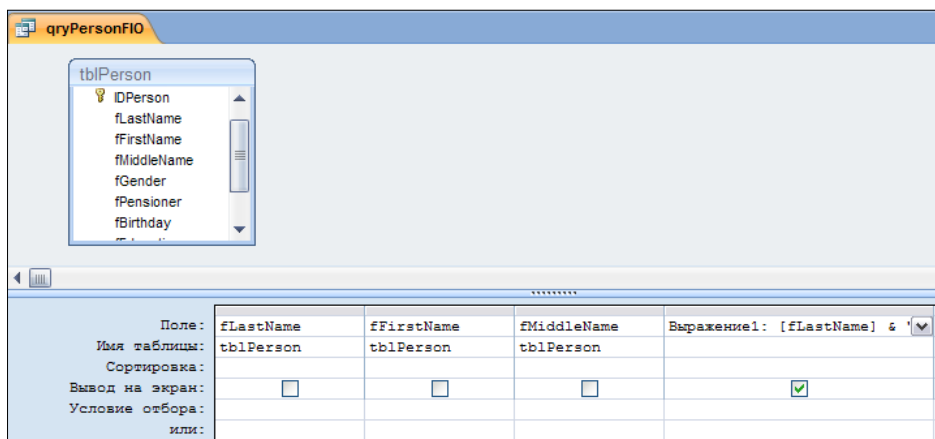 qryPersonFIO
tblPerson
IDPerson
fLastName
fFirstName
fMiddleName
fGender
fPensioner
fBirthday
Поле: fLastName fFirstName fMiddleName Выражение1: [fLastName] & '
Имя таблицы: tblPerson tblPerson tblPerson
Сортировка:
Вывод на экран:
Условие отбора:
или: